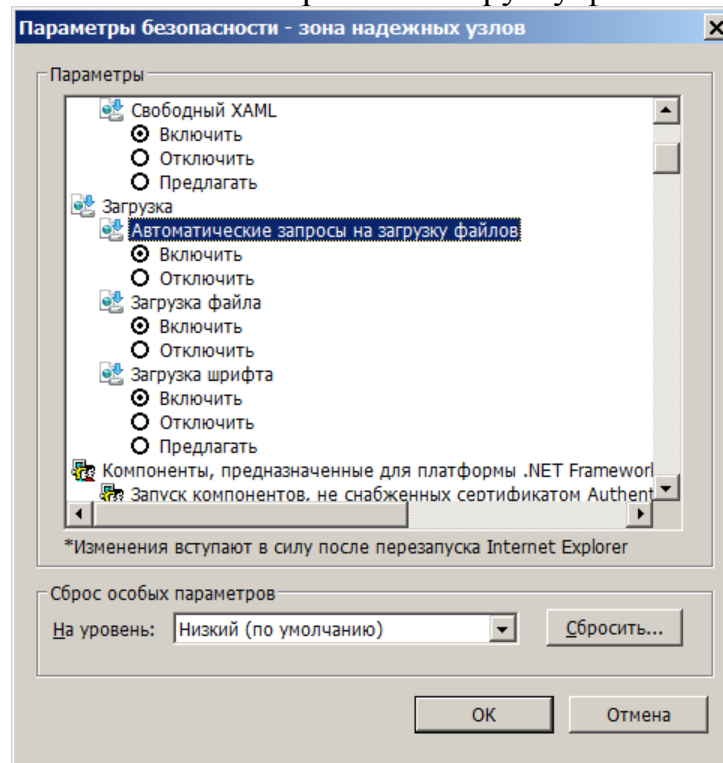 Параметры безопасности - зона надежных узлов
Параметры
Свободный XAML
Включить
Отключить
Предлагать
Загрузка
Автоматические запросы на загрузку файлов
Включить
Отключить
Загрузка файла
Включить
Отключить
Загрузка шрифта
Включить
Отключить
Предлагать
Компоненты, предназначенные для платформы .NET Framework
Запуск компонентов, не снабженных сертификатом Authent
*Изменения вступают в силу после перезапуска Internet Explorer
Сброс особых параметров
На уровень: Низкий (по умолчанию) Сбросить...
ОК Отмена